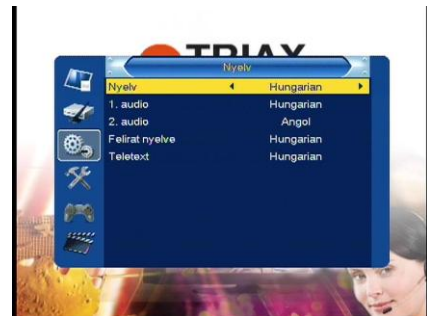 TRIAX
Nyelv
Nyelv Hungarian
1. audio Hungarian
2. audio Angol
Felirat nyelve Hungarian
Teletext Hungarian